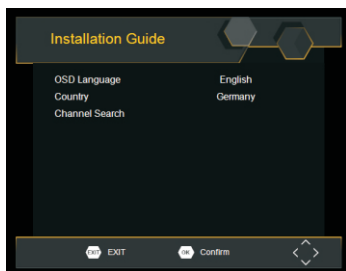 Installation Guide
OSD Language English
Country Germany
Channel Search
EXIT EXIT OK Confirm